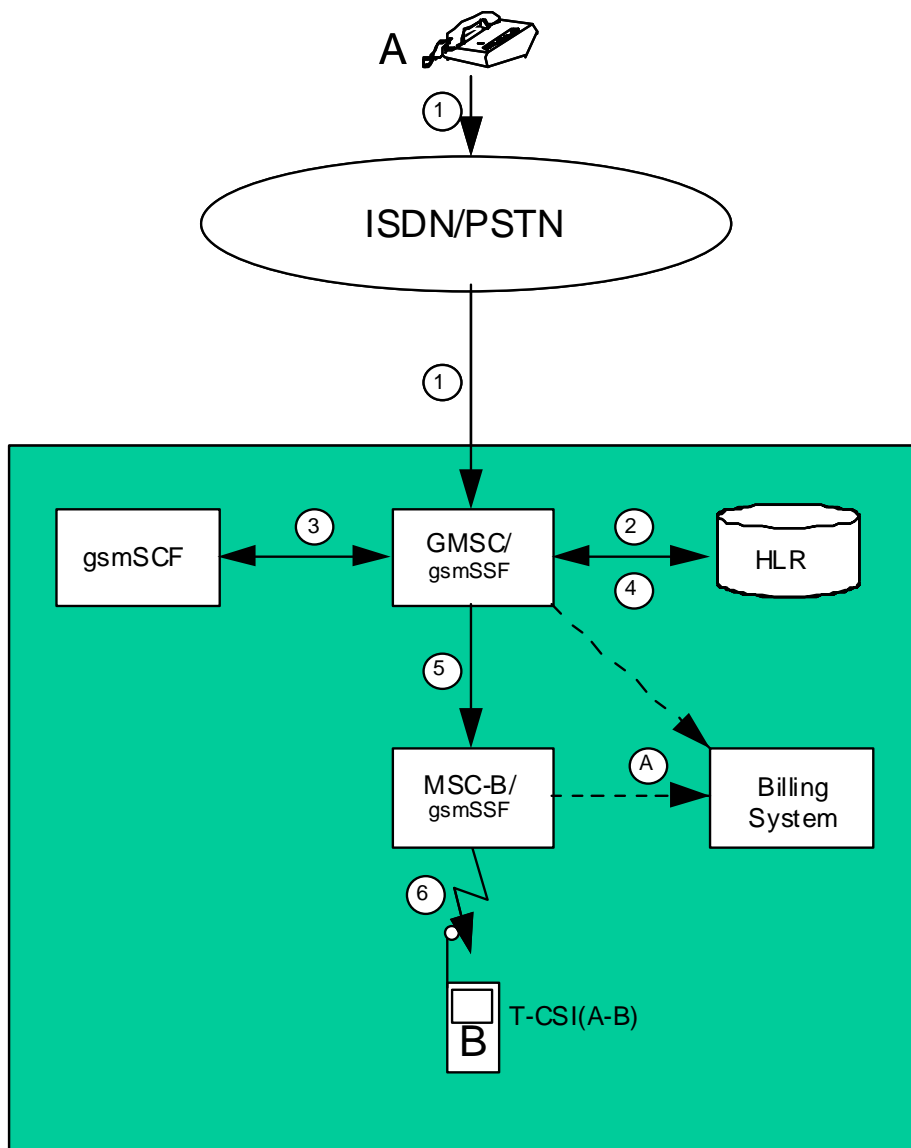 A
1
ISDN/PSTN
1
gsmSCF
3
GMSC/
gsmSSF
2
4
HLR
5
MSC-B/
gsmSSF
A
Billing
System
6
B
T-CSI(A-B)